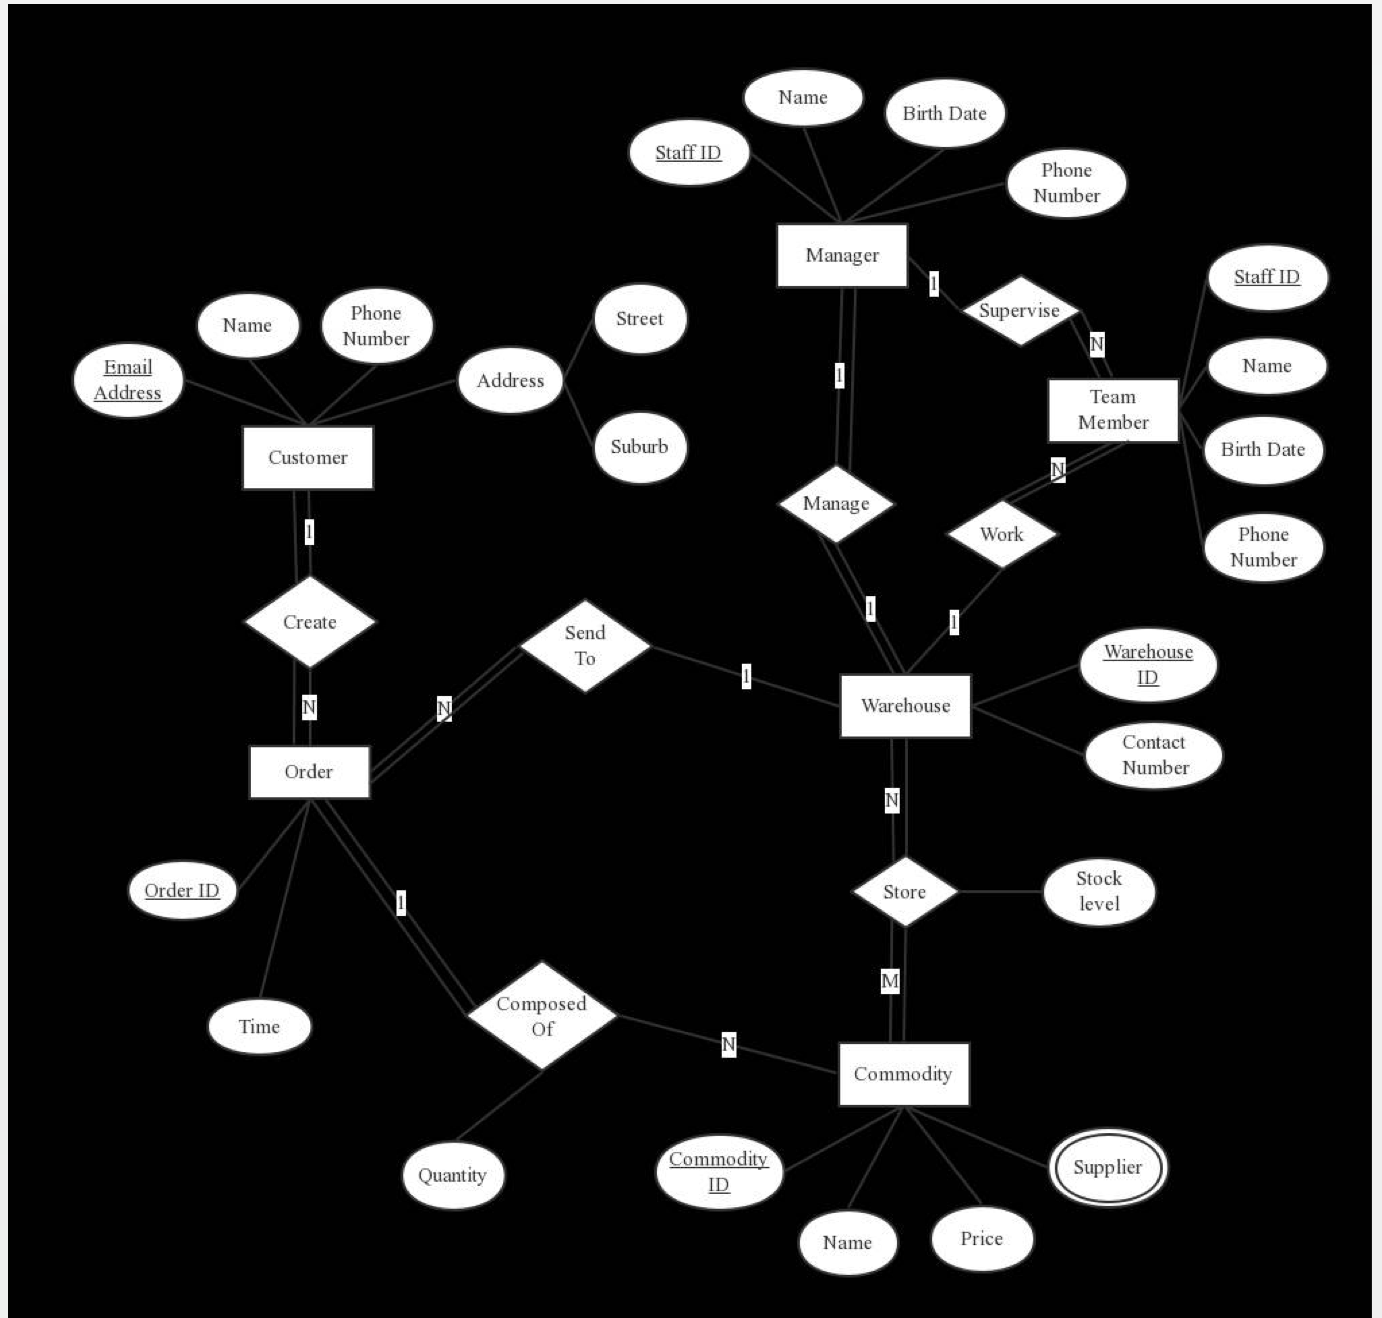 Name
Birth Date
Staff ID
Phone
Number
Manager
1
Supervise
Staff ID
N
Name
Team
Member
Birth Date
N
Phone
Number
1
Manage
Work
1
1
Name
Phone
Number
Email
Address
Address
Street
Suburb
Customer
1
Create
N
Order
Send
To
N
1
Warehouse
Warehouse
ID
Contact
Number
N
Store
Stock
level
M
Order ID
Time
1
Composed
Of
N
Quantity
Commodity
Commodity
ID
Name
Price
Supplier